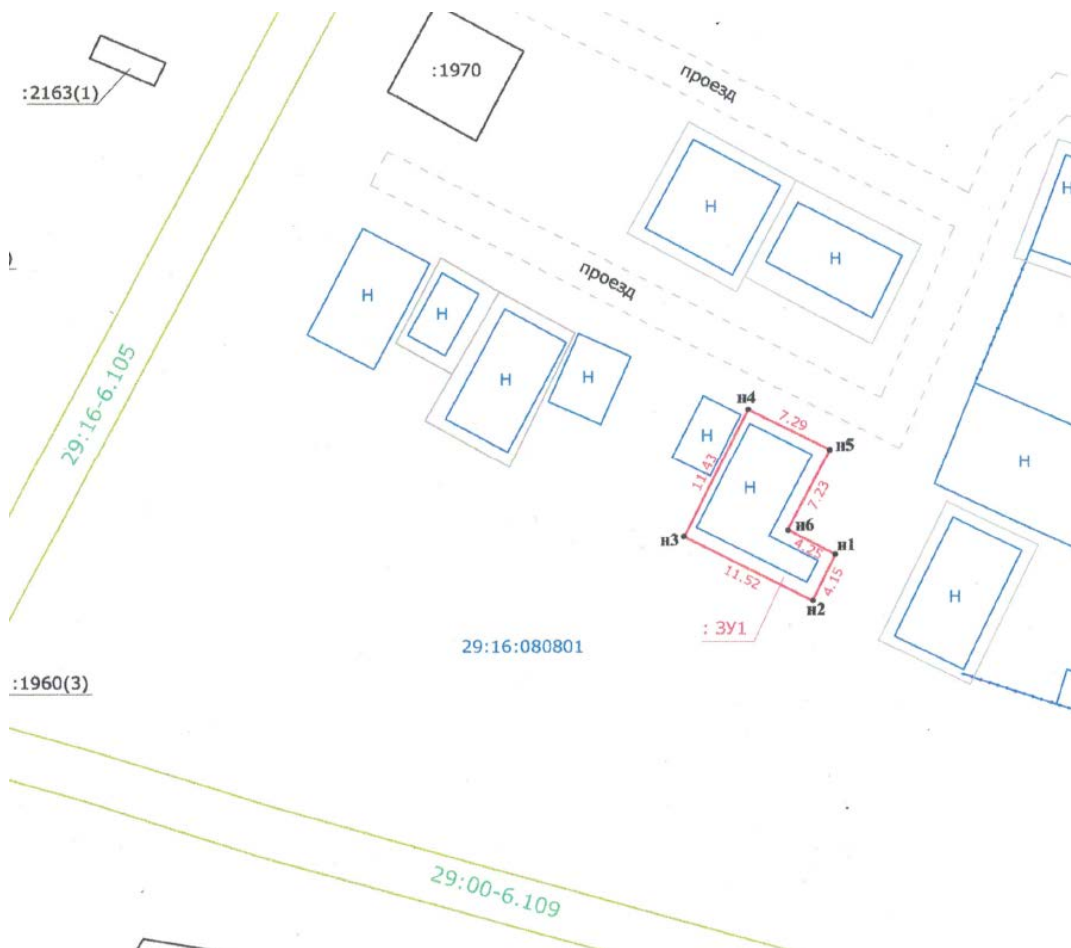 :1970
проезд
:2163(1)
Н
Н
Н
)
проезд
Н
Н
Н
Н
29:16-6.105
н4
7.29
Н
н5
11.43
Н
7.23
Н
н6
н3
4.25
н1
11.52
4.15
н2
Н
: ЗУ1
29:16:080801
:1960(3)
29:00-6.109